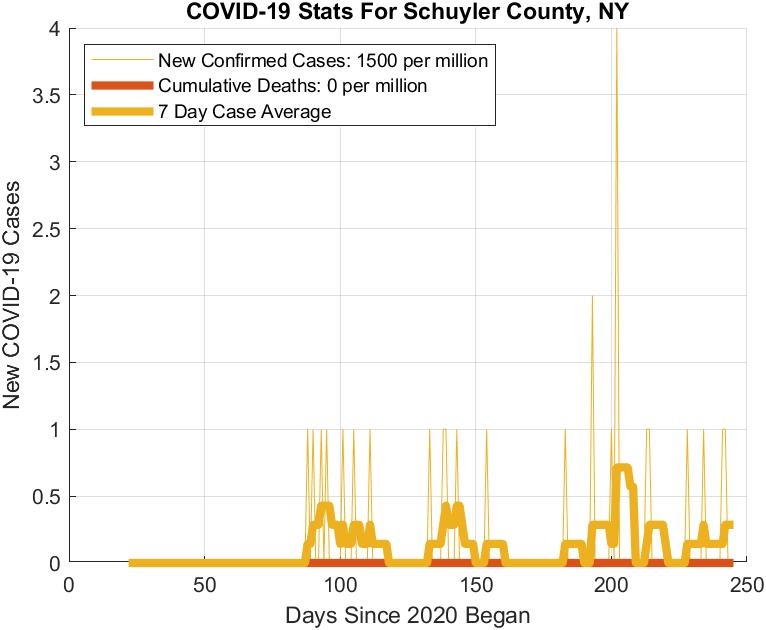 COVID-19 Stats For Schuyler County, NY
New Confirmed Cases: 1500 per million
Cumulative Deaths: 0 per million
7 Day Case Average
4
3.5
3
2.5
2
1.5
1
0.5
0
New COVID-19 Cases
0 50 100 150 200 250
Days Since 2020 Began